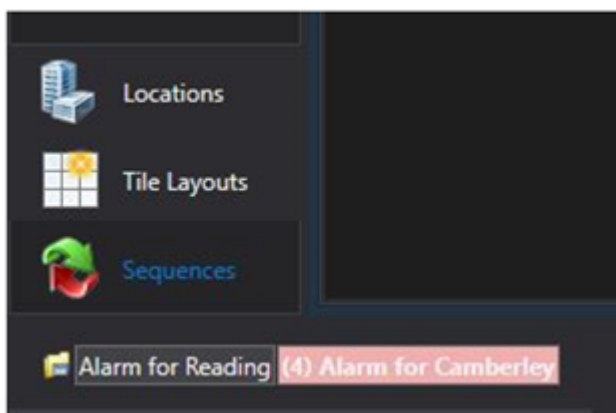 Locations
Tile Layouts
Sequences
Alarm for Reading (4) Alarm for Camberley